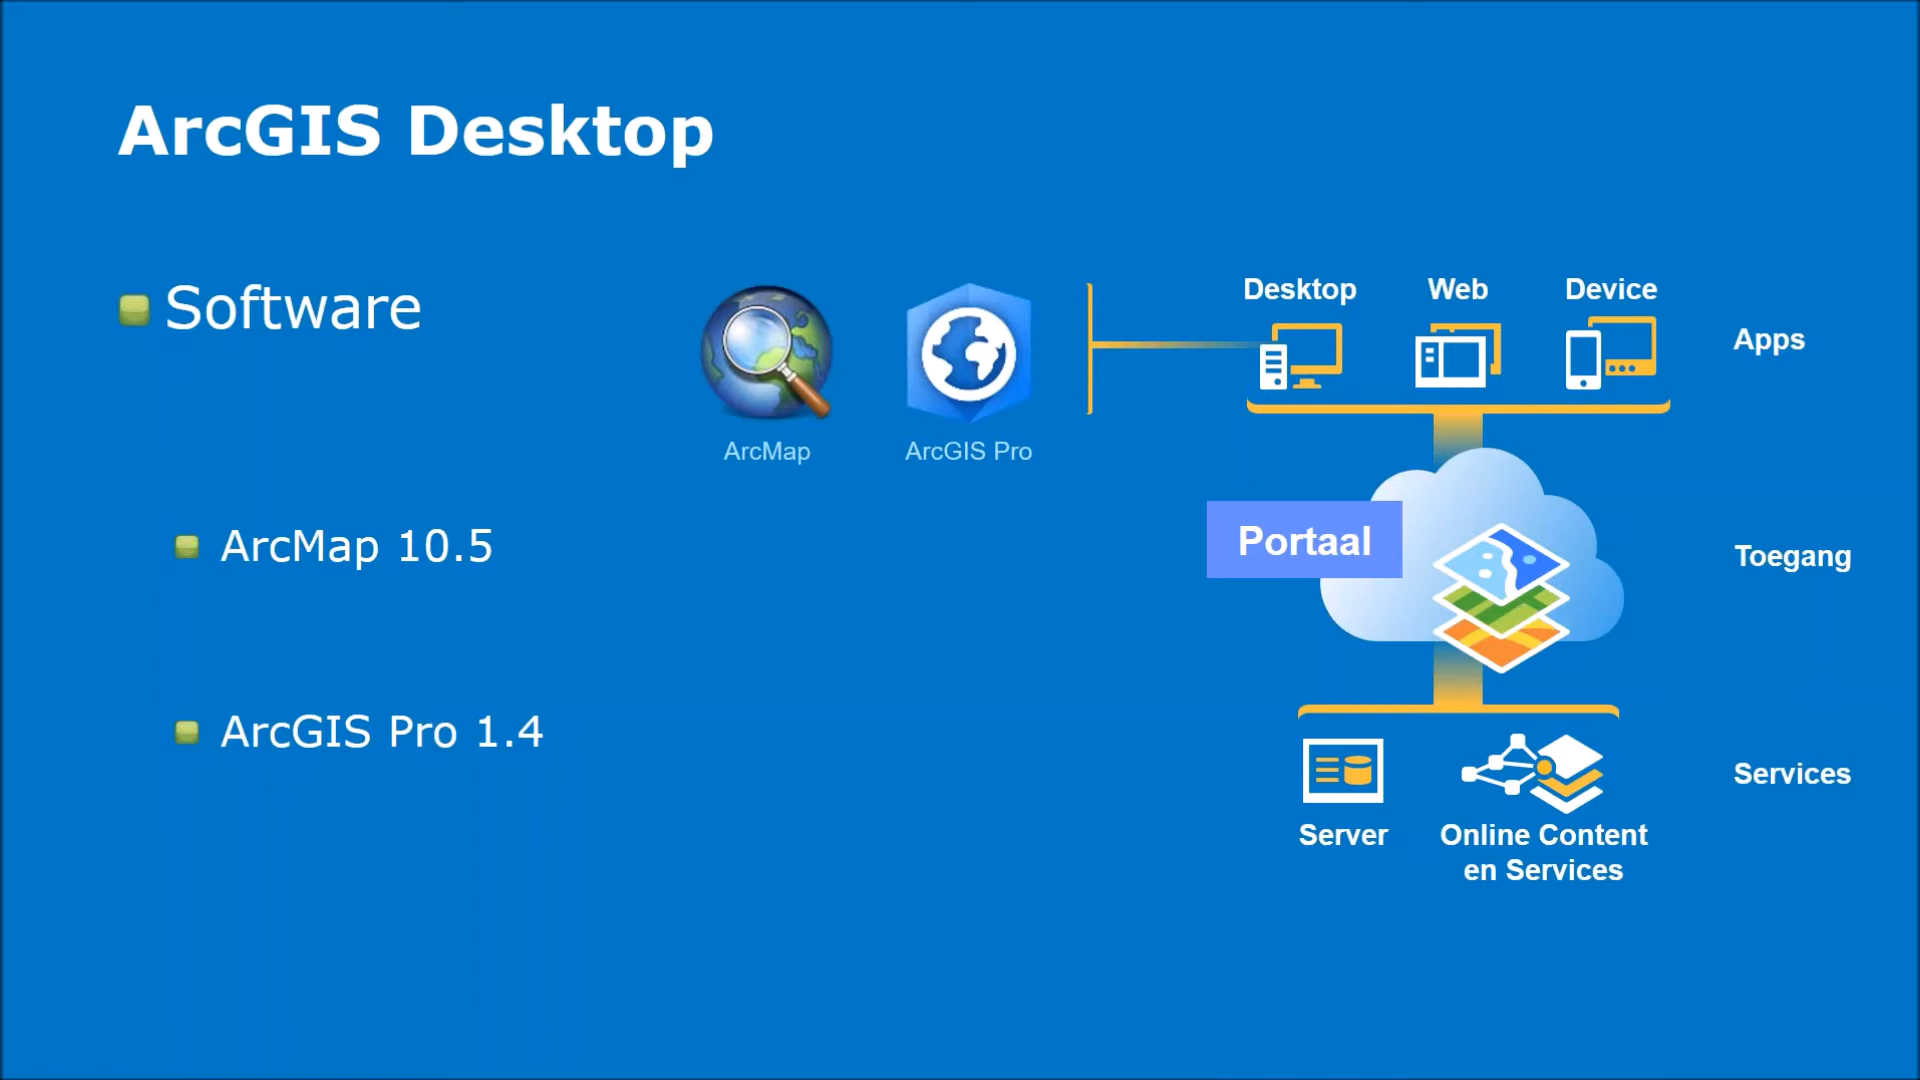 ArcGIS Desktop
Software
ArcMap
ArcGIS Pro
ArcMap 10.5
ArcGIS Pro 1.4
Desktop
Web
Device
Apps
Portaal
Toegang
Services
Server
Online Content
en Services